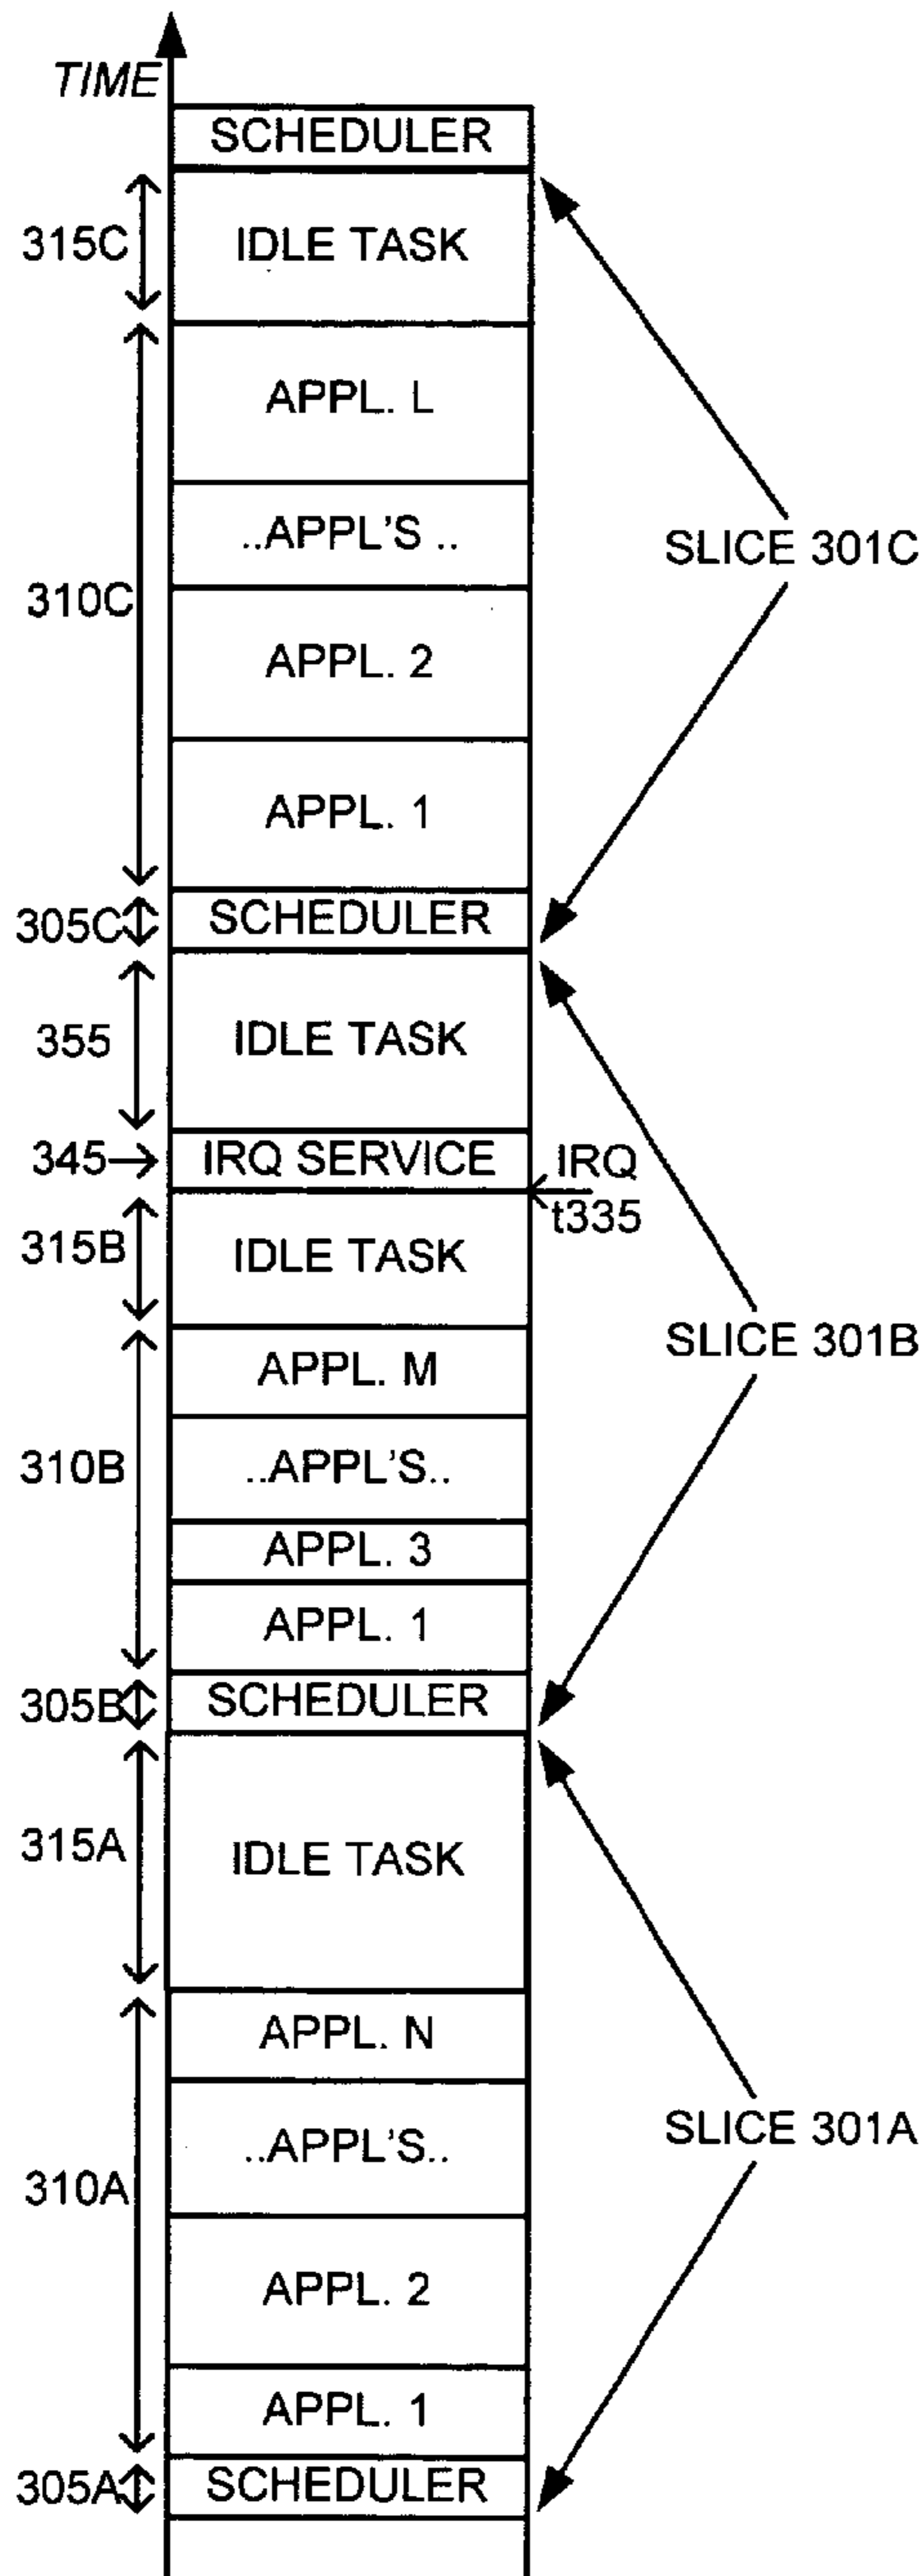 TIME
SCHEDULER
315C
IDLE TASK
APPL. L
..APPL'S ..
SLICE 301C
310C
APPL. 2
APPL. 1
305C
SCHEDULER
355
IDLE TASK
345
IRQ SERVICE
IRQ
t335
315B
IDLE TASK
SLICE 301B
APPL. M
310B
..APPL'S..
APPL. 3
APPL. 1
305B
SCHEDULER
315A
IDLE TASK
APPL. N
SLICE 301A
..APPL'S..
310A
APPL. 2
APPL. 1
305A
SCHEDULER